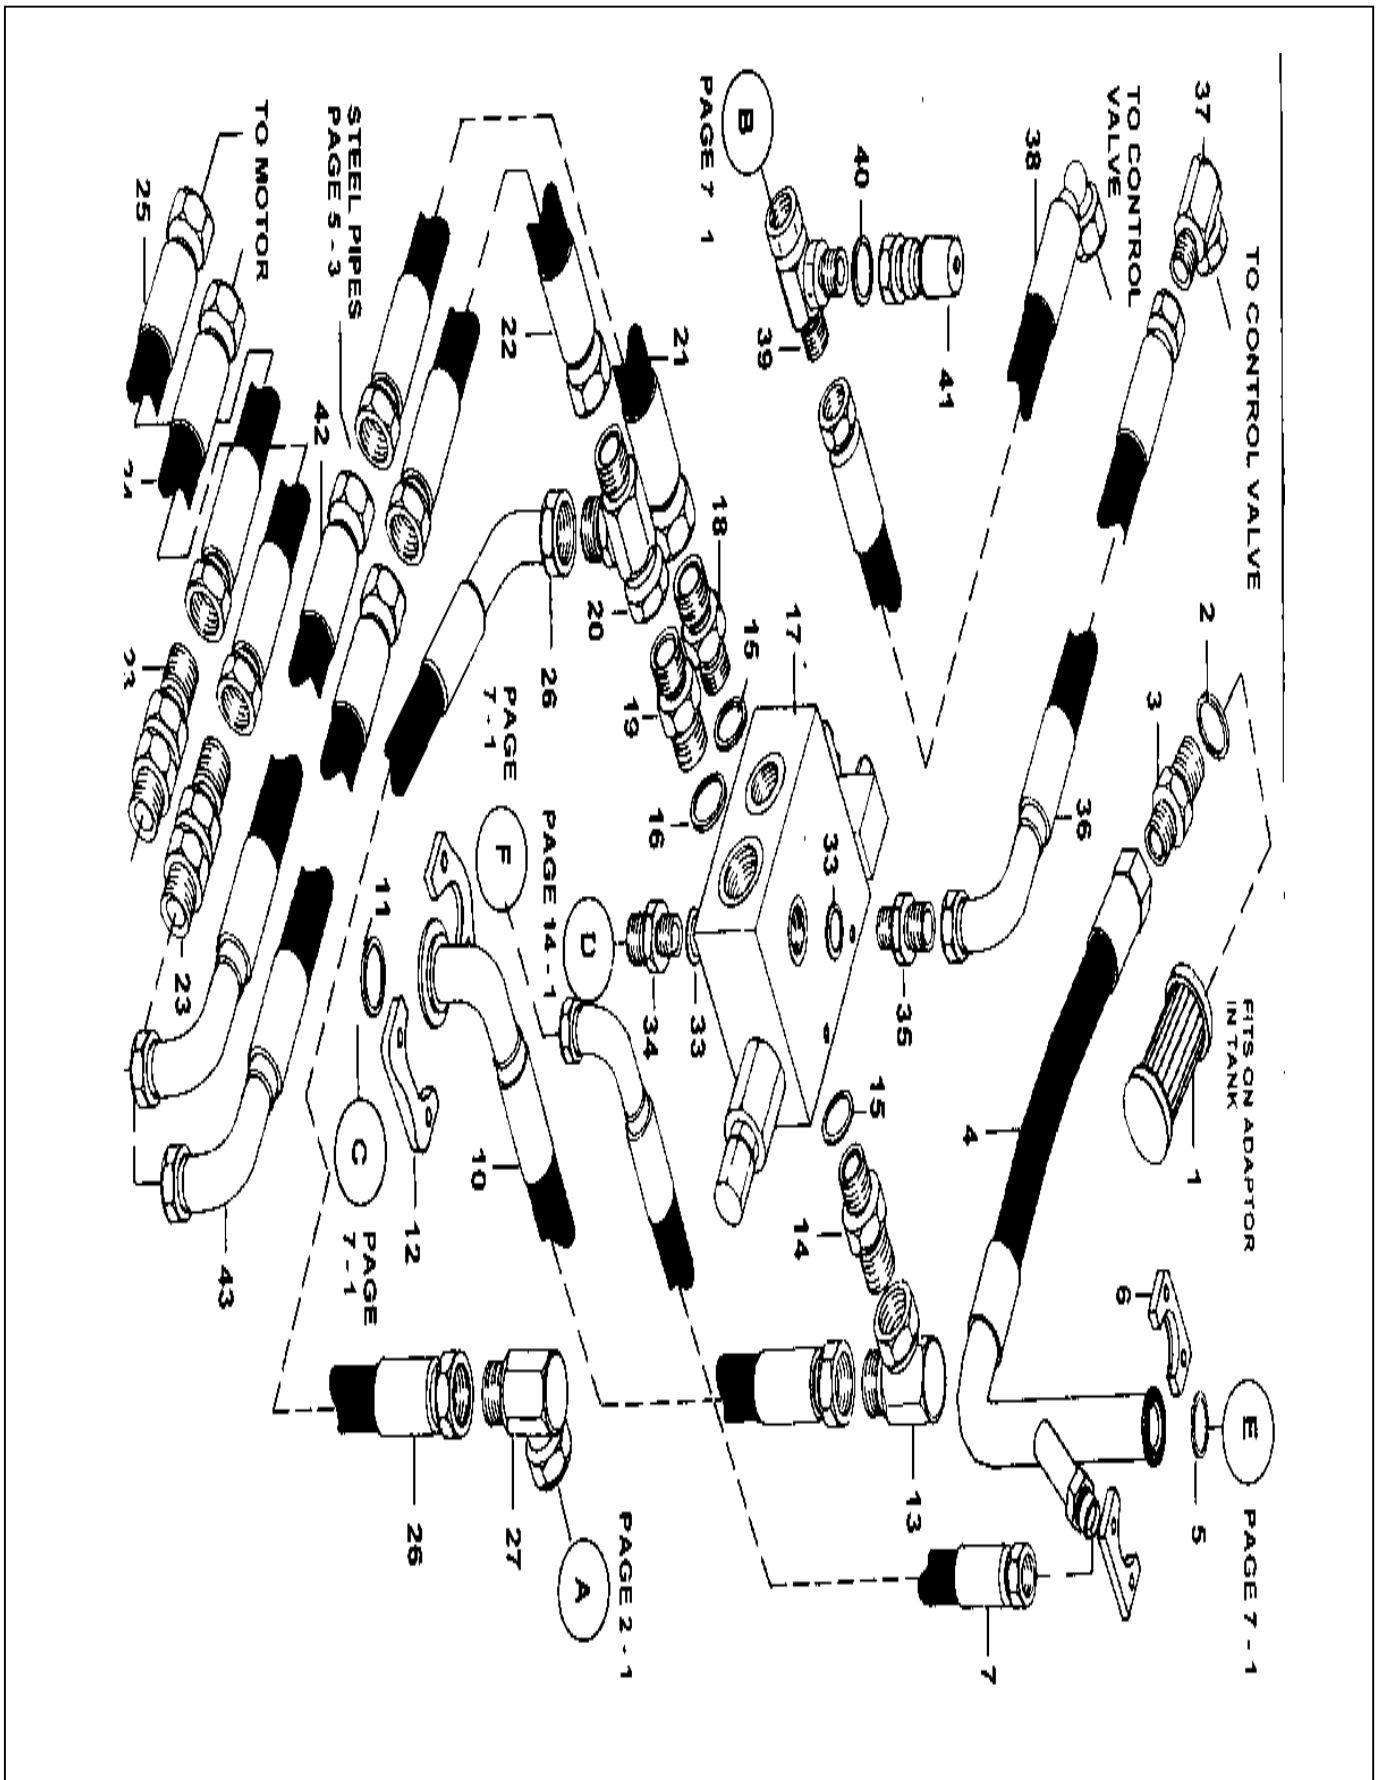 TO CONTROL VALVE
37
TO CONTROL
VALVE
38
B
PAGE 7 - 1
40
41
39
2
3
36
FITS ON ADAPTOR
IN TANK
1
4
6
E
PAGE 7 - 1
5
7
13
14
15
35
33
17
15
18
16
19
20
21
22
26
33
34
D
PAGE 14 - 1
F
PAGE
7 - 1
10
11
12
C
PAGE
7 - 1
STEEL PIPES
PAGE 5 - 3
TO MOTOR
25
42
23
43
26
27
A
PAGE 2 - 1